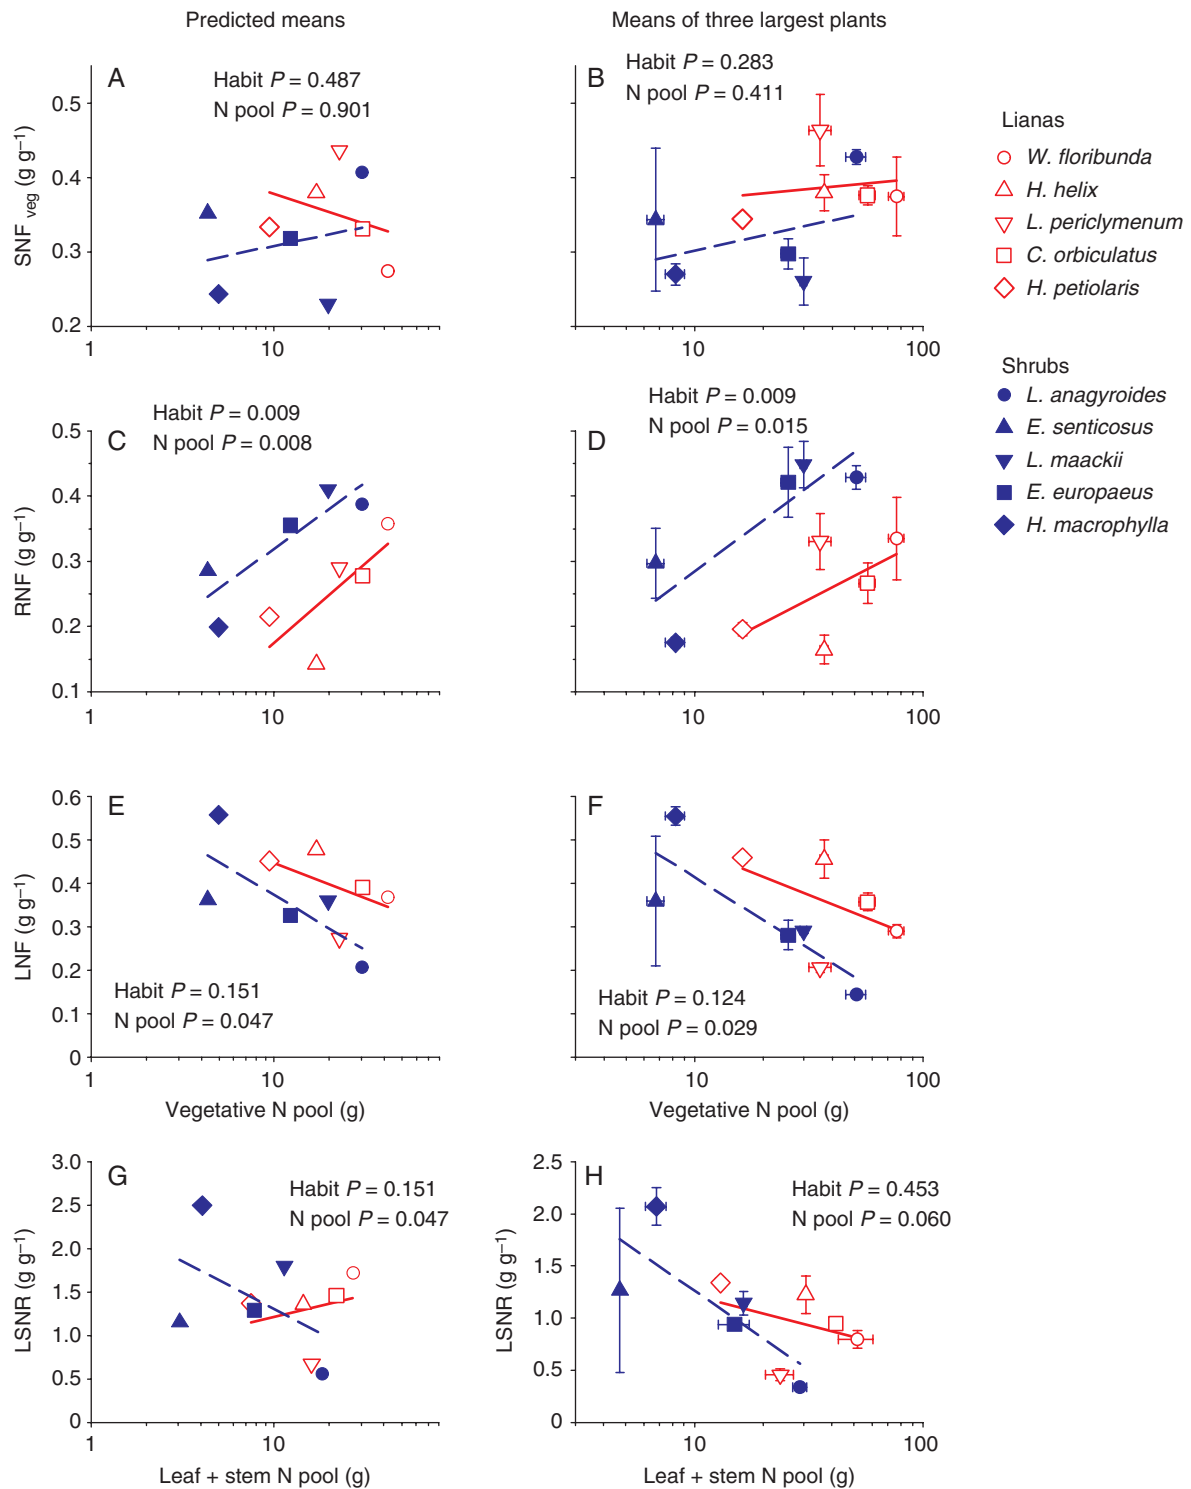 Predicted means
Means of three largest plants
A
Habit P = 0.487
N pool P = 0.901
SNF veg (g g–1)
0.5
0.4
0.3
0.2
1
10
B
Habit P = 0.283
N pool P = 0.411
10
100
Lianas
W. floribunda
H. helix
L. periclymenum
C. orbiculatus
H. petiolaris
Shrubs
L. anagyroides
E. senticosus
L. maackii
E. europaeus
H. macrophylla
C
Habit P = 0.009
N pool P = 0.008
RNF (g g–1)
0.5
0.4
0.3
0.2
0.1
1
10
D
Habit P = 0.009
N pool P = 0.015
10
100
E
Habit P = 0.151
N pool P = 0.047
LNF (g g–1)
0.6
0.5
0.4
0.3
0.2
0.1
0
1
10
Vegetative N pool (g)
F
Habit P = 0.124
N pool P = 0.029
10
100
Vegetative N pool (g)
G
Habit P = 0.151
N pool P = 0.047
LSNR (g g–1)
3.0
2.5
2.0
1.5
1.0
0.5
0
1
10
Leaf + stem N pool (g)
H
Habit P = 0.453
N pool P = 0.060
LSNR (g g–1)
2.5
2.0
1.5
1.0
0.5
0
10
100
Leaf + stem N pool (g)